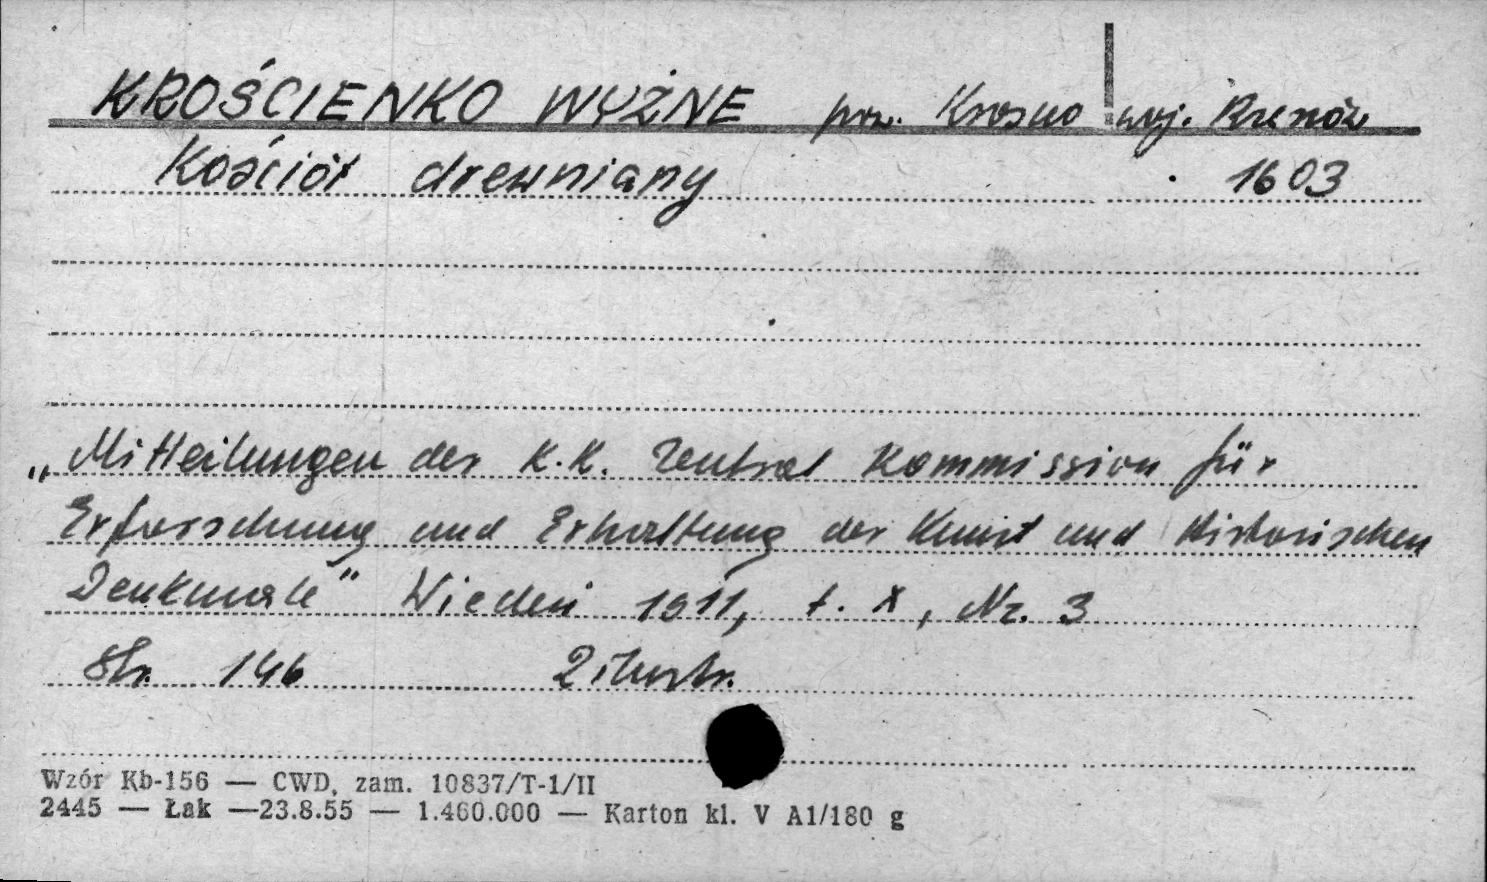 KROŚCIENKO WYŻNE pow. Krosno woj. Rzeszów
Kościół drewniany 1603
„Mitteilungen der K.K. Zentral Kommission für
Erforschung und Erhaltung der Kunst und Historischen
Denkmale" Wiedeń 1911, t. X, Nr. 3
Str. 146 2 ilustr.
Wzór Kb-156 — CWD, zam. 10837/T-1/II
2445 — Łak —23.8.55 — 1.460.000 — Karton kl. V A1/180 g